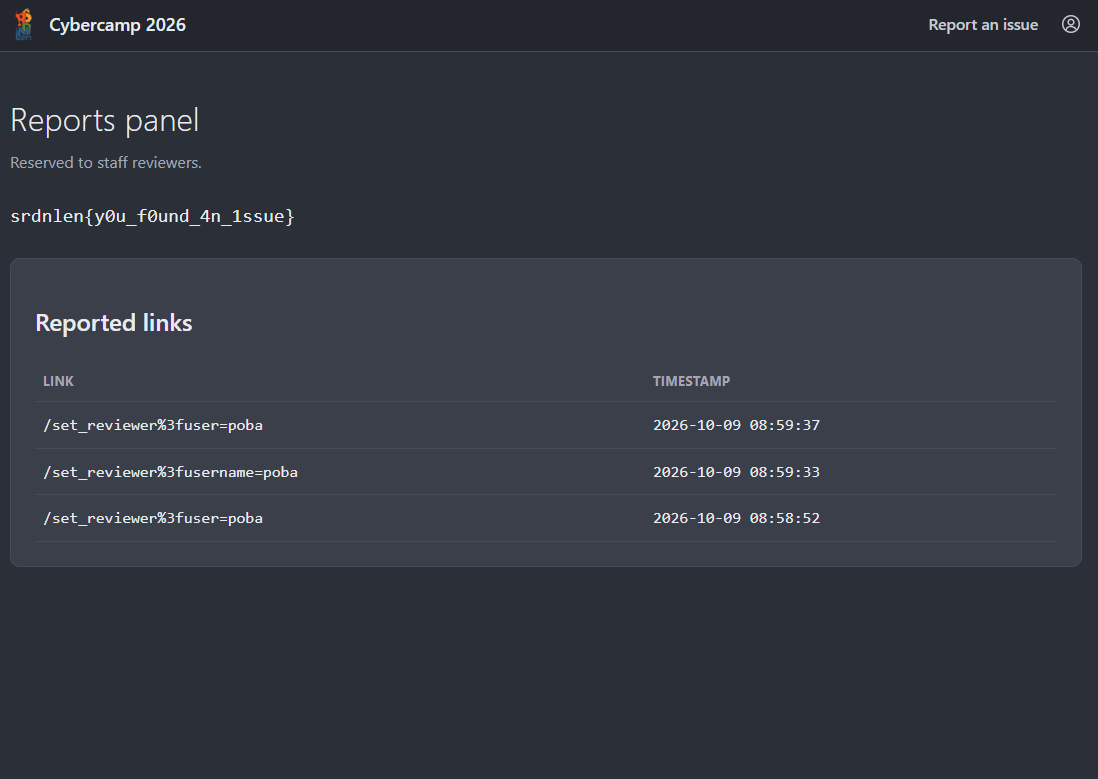 Cybercamp 2026
Report an issue
Reports panel
Reserved to staff reviewers.
srdnlen{y0u_f0und_4n_1ssue}
Reported links
LINK TIMESTAMP
/set_reviewer%3fuser=poba 2026-10-09 08:59:37
/set_reviewer%3fusername=poba 2026-10-09 08:59:33
/set_reviewer%3fuser=poba 2026-10-09 08:58:52